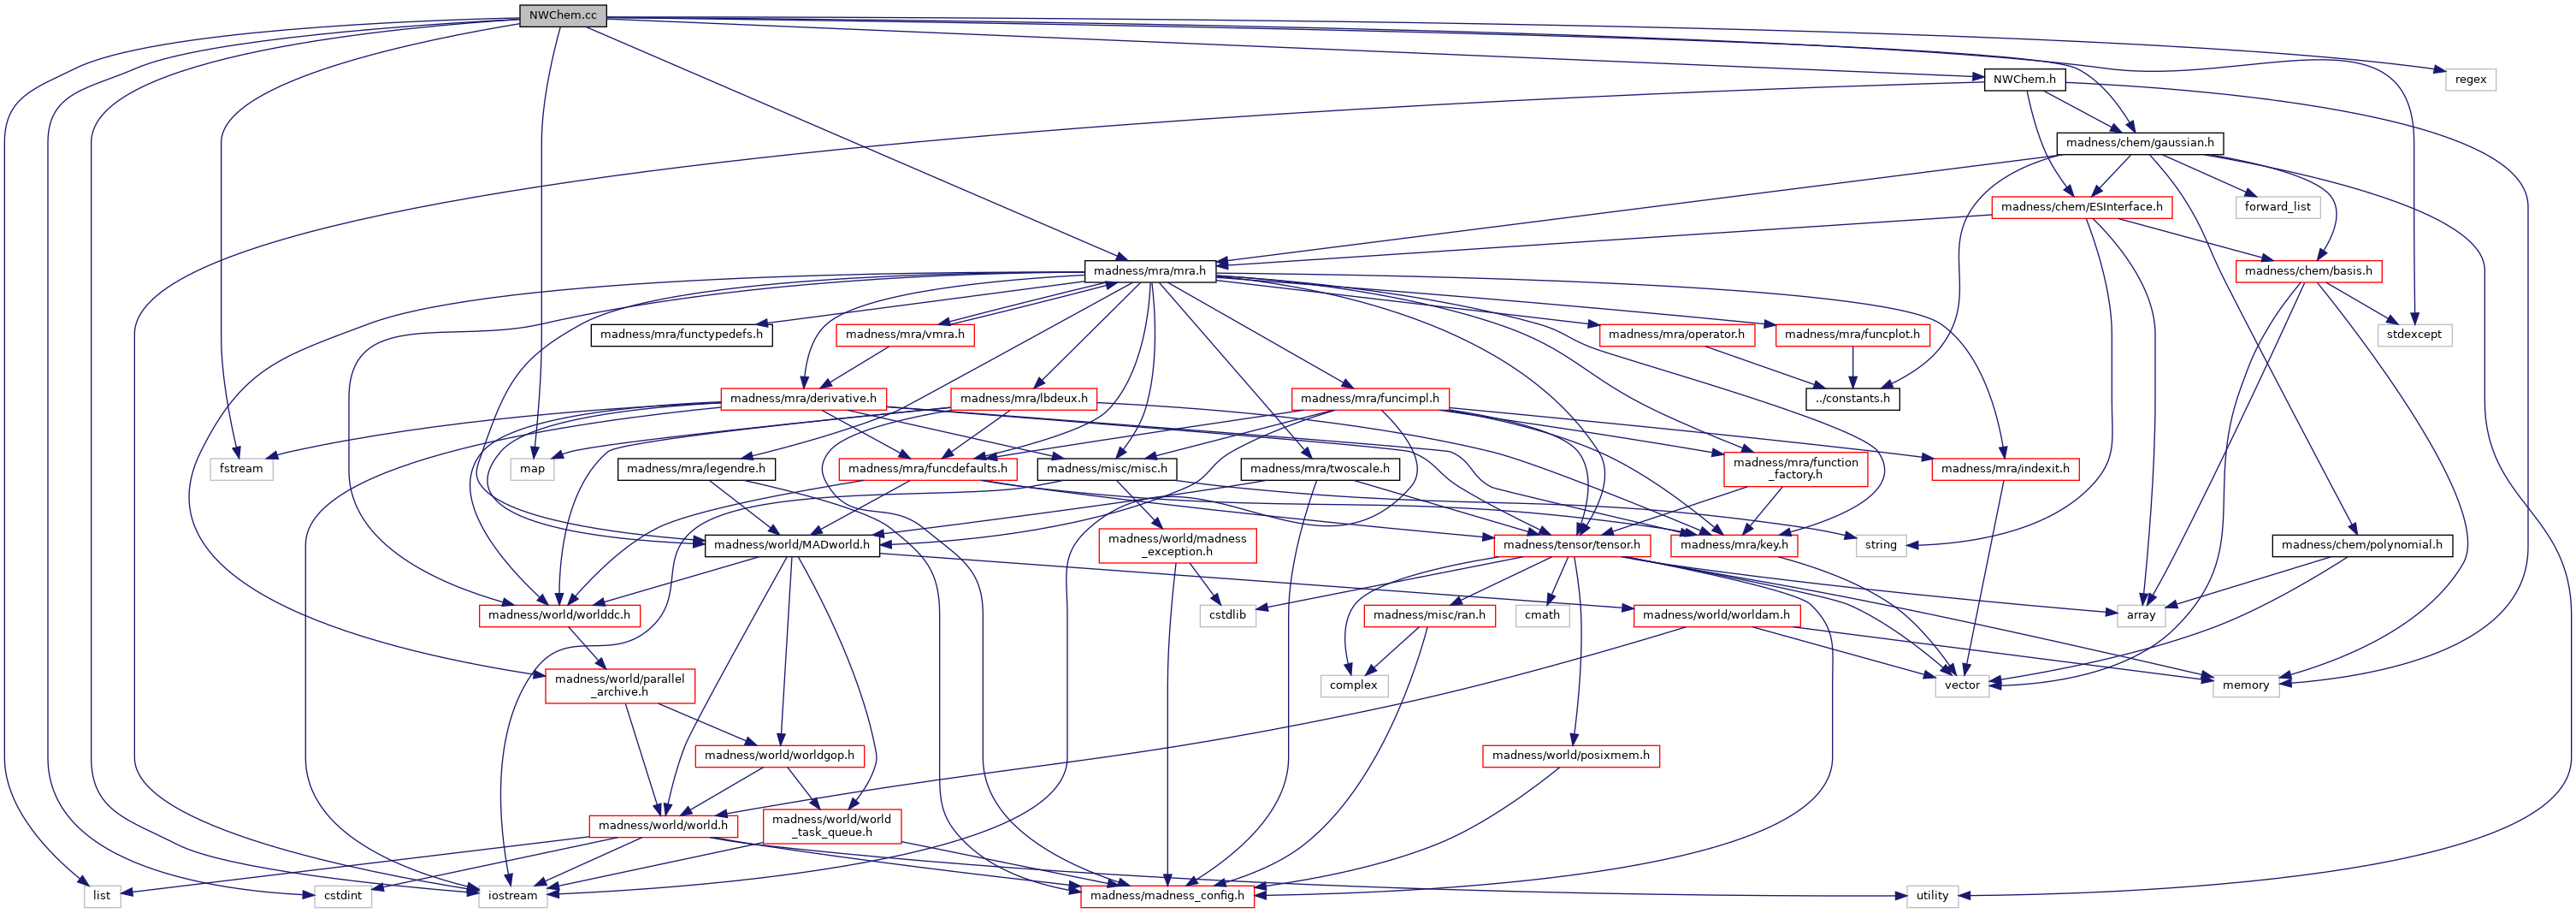 NWChem.cc
NWChem.h
regex
madness/chem/gaussian.h
madness/chem/ESInterface.h
forward_list
madness/mra/mra.h
madness/chem/basis.h
madness/mra/functypedefs.h
madness/mra/vmra.h
madness/mra/operator.h
madness/mra/funcplot.h
stdexcept
madness/mra/derivative.h
madness/mra/lbdeux.h
madness/mra/funcimpl.h
../constants.h
fstream
map
madness/mra/legendre.h
madness/mra/funcdefaults.h
madness/misc/misc.h
madness/mra/twoscale.h
madness/mra/function
_factory.h
madness/mra/indexit.h
madness/world/MADworld.h
madness/world/madness
_exception.h
madness/tensor/tensor.h
madness/mra/key.h
string
madness/chem/polynomial.h
madness/world/worlddc.h
cstdlib
madness/misc/ran.h
cmath
madness/world/worldam.h
array
madness/world/parallel
_archive.h
complex
vector
memory
madness/world/worldgop.h
madness/world/posixmem.h
madness/world/world.h
madness/world/world
_task_queue.h
list
cstdint
iostream
madness/madness_config.h
utility